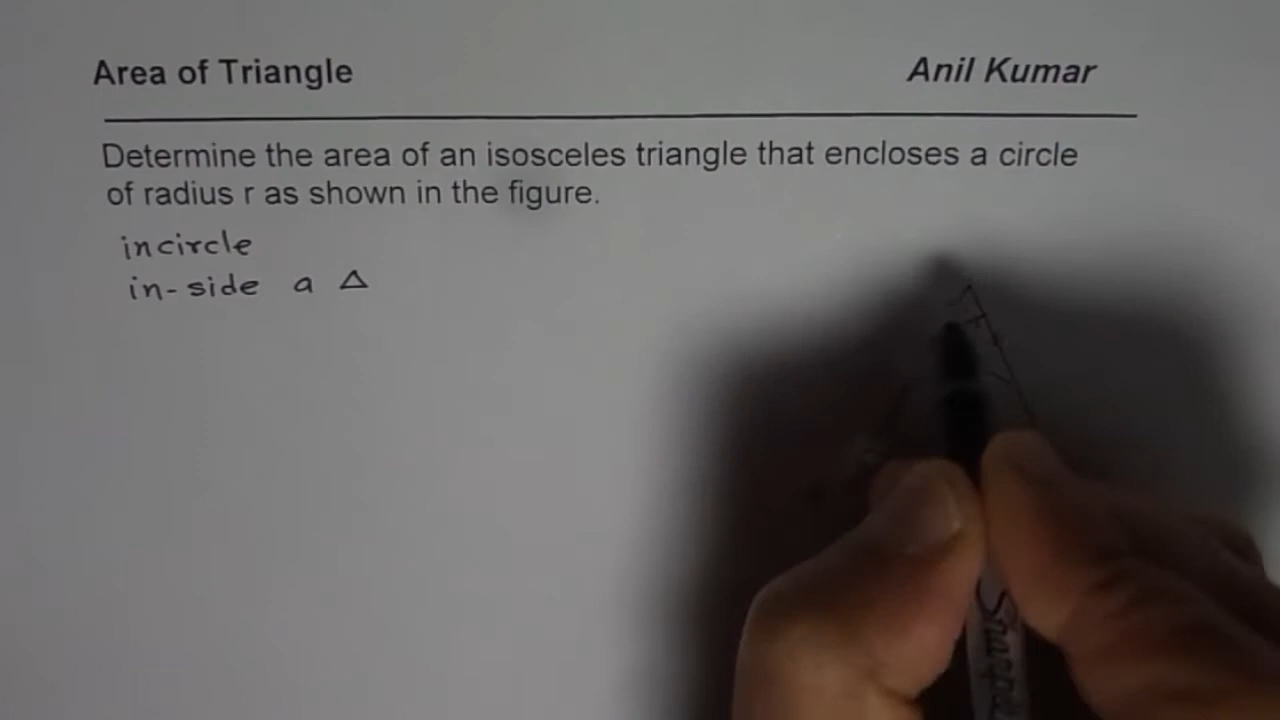 Area of Triangle
Anil Kumar
Determine the area of an isosceles triangle that encloses a circle
of radius r as shown in the figure.
incircle
in-side a Δ